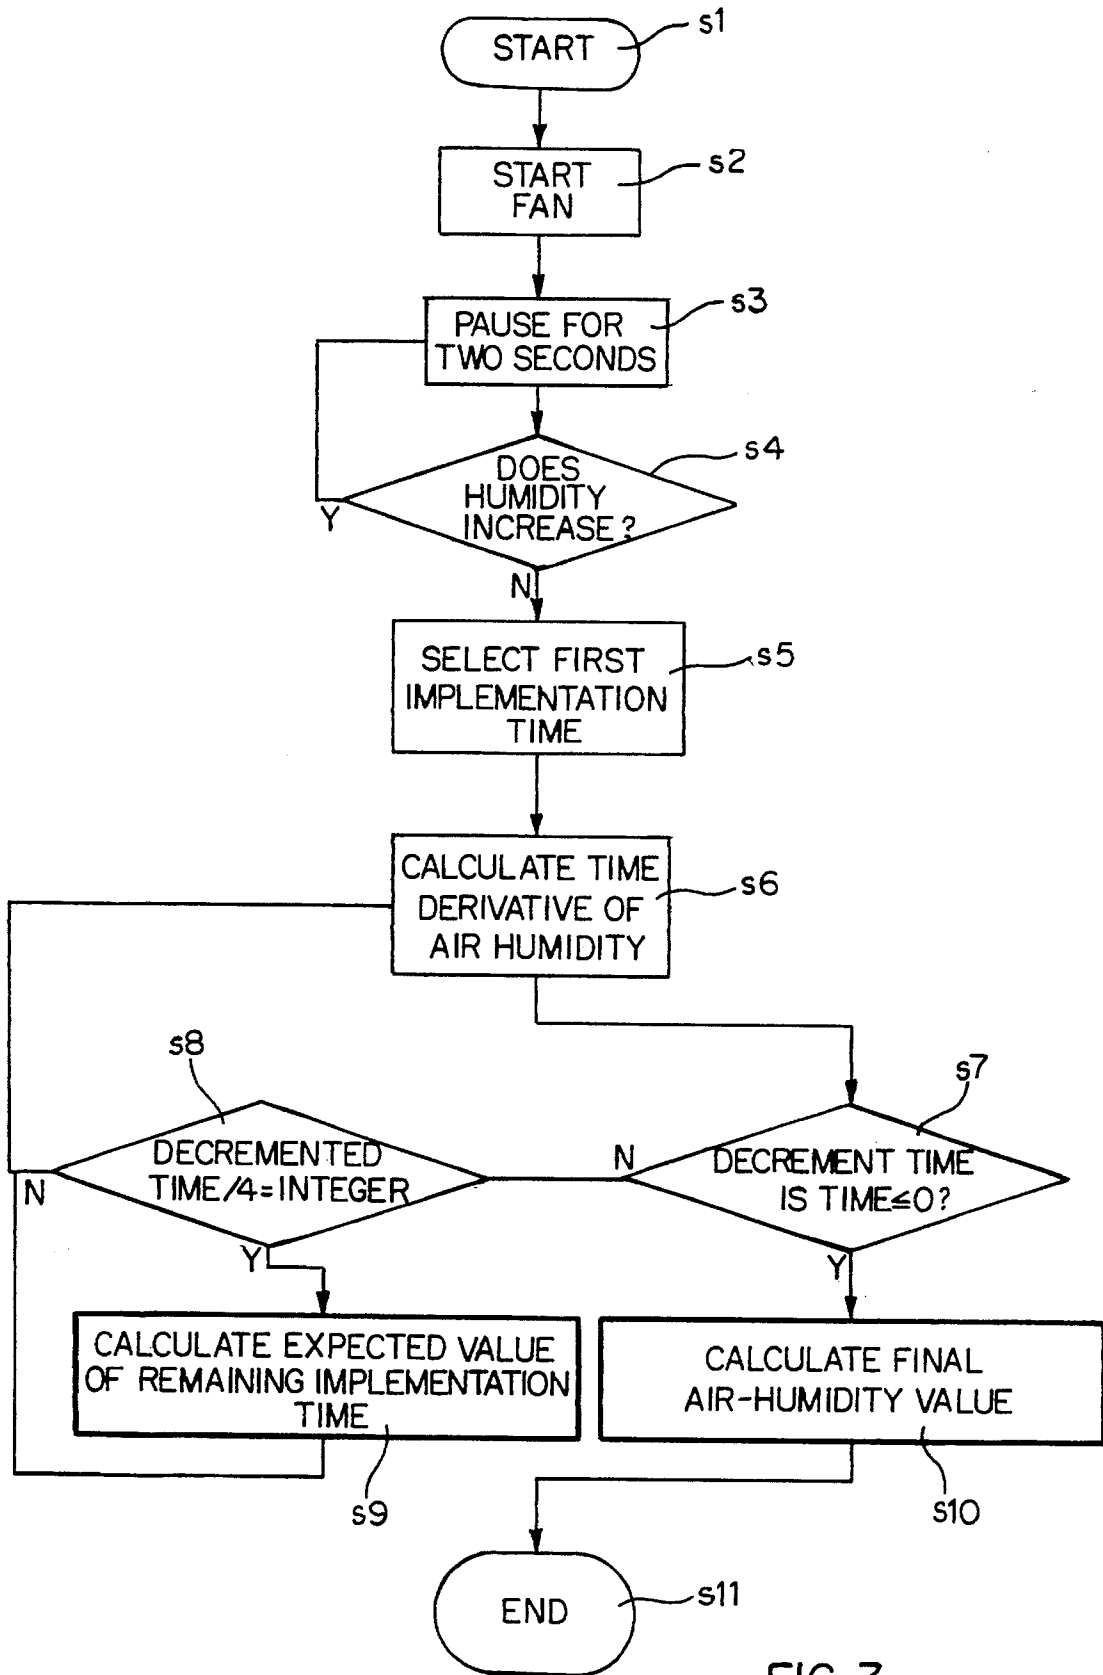 START
s1
START
FAN
s2
PAUSE FOR
TWO SECONDS
s3
DOES
HUMIDITY
INCREASE?
s4
Y
N
SELECT FIRST
IMPLEMENTATION
TIME
s5
CALCULATE TIME
DERIVATIVE OF
AIR HUMIDITY
s6
s8
s7
DECREMENTED
TIME/4=INTEGER
N
Y
N
DECREMENT TIME
IS TIME≤0?
Y
CALCULATE EXPECTED VALUE
OF REMAINING IMPLEMENTATION
TIME
s9
CALCULATE FINAL
AIR-HUMIDITY VALUE
s10
END
s11